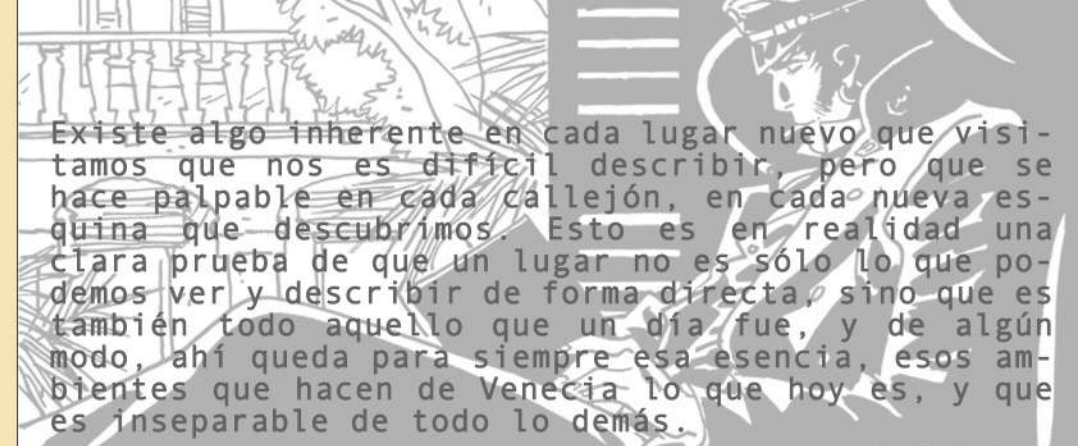 Existe algo inherente en cada lugar nuevo que visi-
tamos que nos es difícil describir, pero que se
hace palpable en cada callejón, en cada nueva es-
quina que descubrimos. Esto es en realidad una
clara prueba de que un lugar no es sólo lo que po-
demos ver y describir de forma directa, sino que es
también todo aquello que un día fue, y de algún
modo, ahí queda para siempre esa esencia, esos am-
bientes que hacen de Venecia lo que hoy es, y que
es inseparable de todo lo demás.